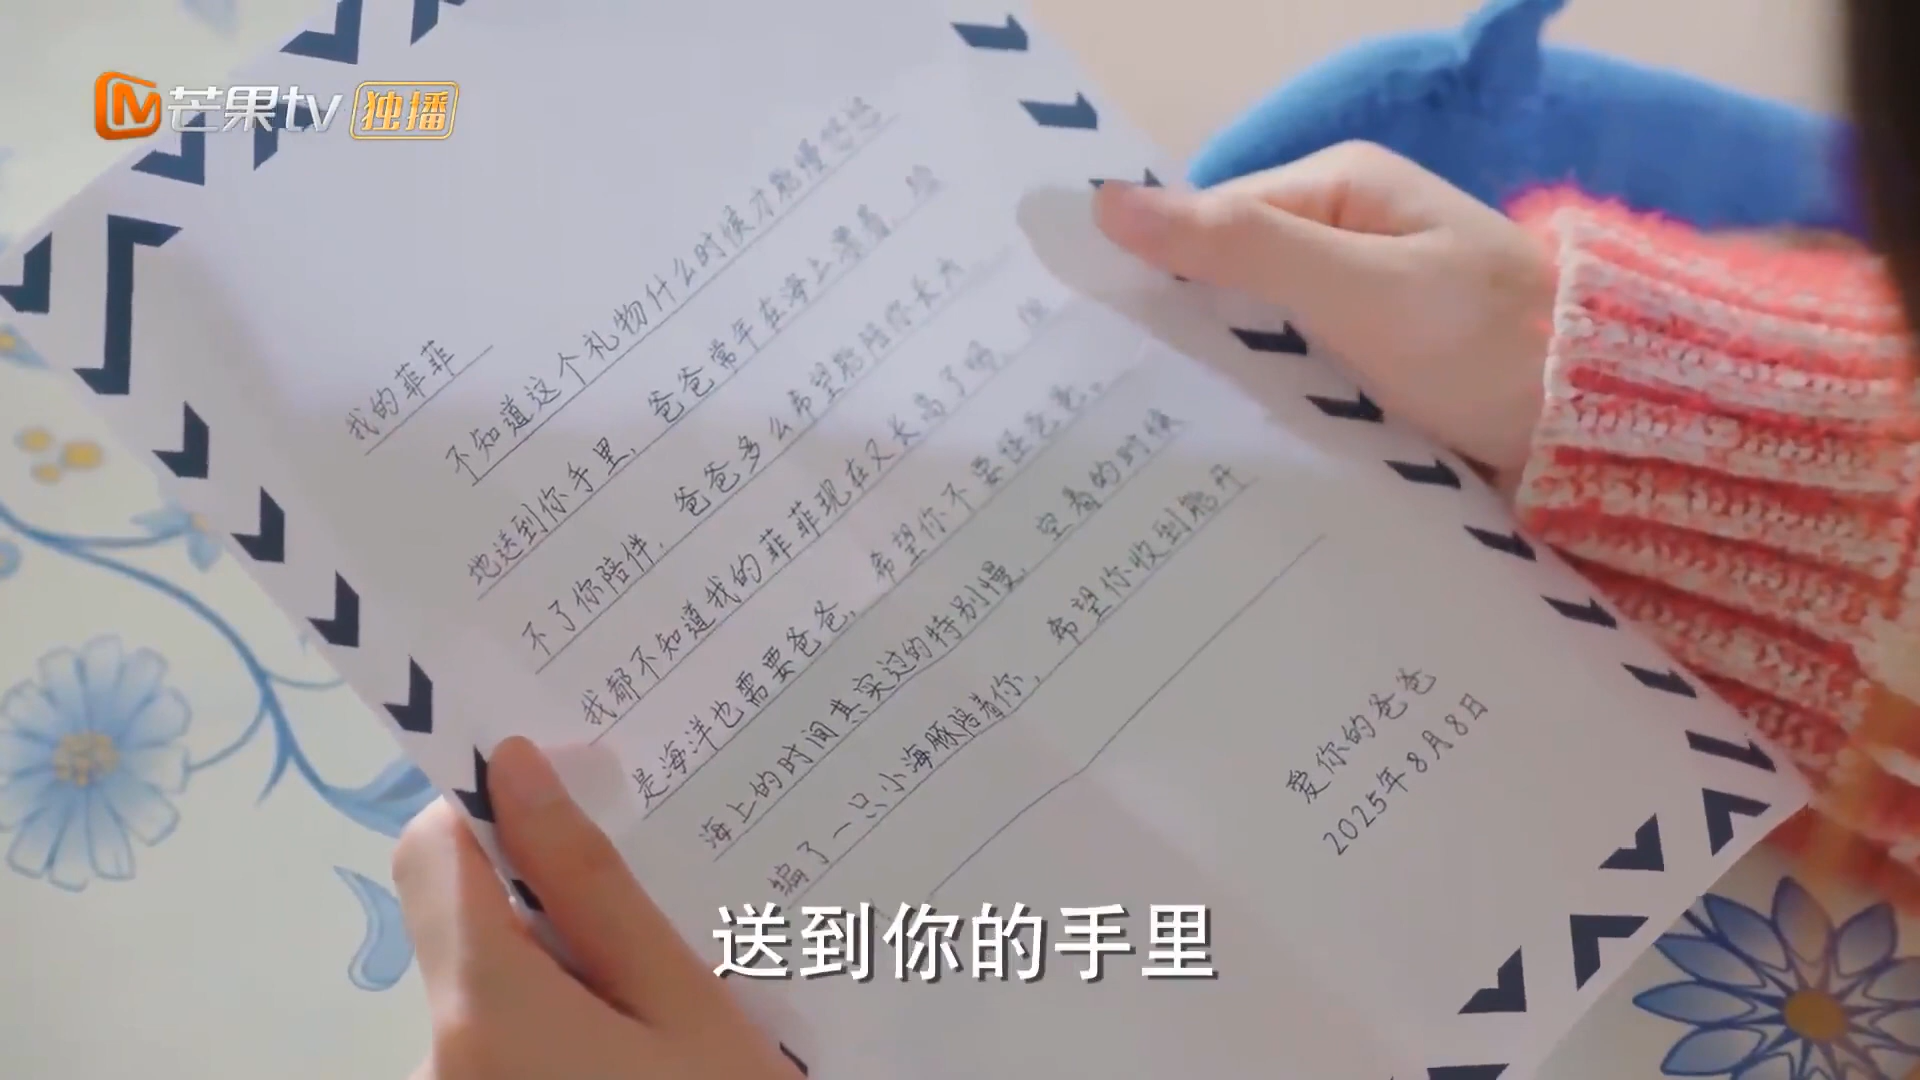 芒果tv 独播
我的菲菲
不知道这个礼物什么时候才能慢悠悠
地送到你手里，爸爸常年在海上漂着，陪
不了你陪伴，爸爸多么希望能陪你长大
我都不知道我的菲菲现在又长高了啊，但
是海洋也需要爸爸，希望你不要怪爸爸。
海上的时间其实过的特别慢，空着的时候
编了一只小海豚陪着你，希望你收到能开
爱你的爸爸
2025年8月8日
送到你的手里